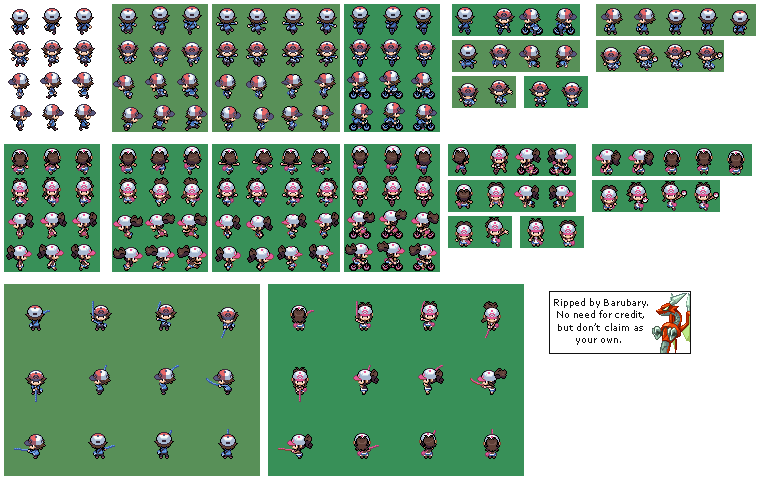 Ripped by Barubary.
No need for credit,
but don't claim as
your own.